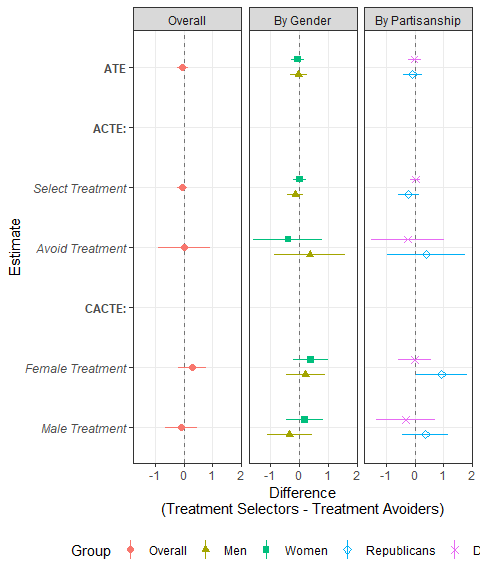 Overall
By Gender
By Partisanship
Estimate
ATE
ACTE:
Select Treatment
Avoid Treatment
CACTE:
Female Treatment
Male Treatment
-1 0 1 2
-1 0 1 2
-1 0 1 2
Difference
(Treatment Selectors - Treatment Avoiders)
Group Overall Men Women Republicans D